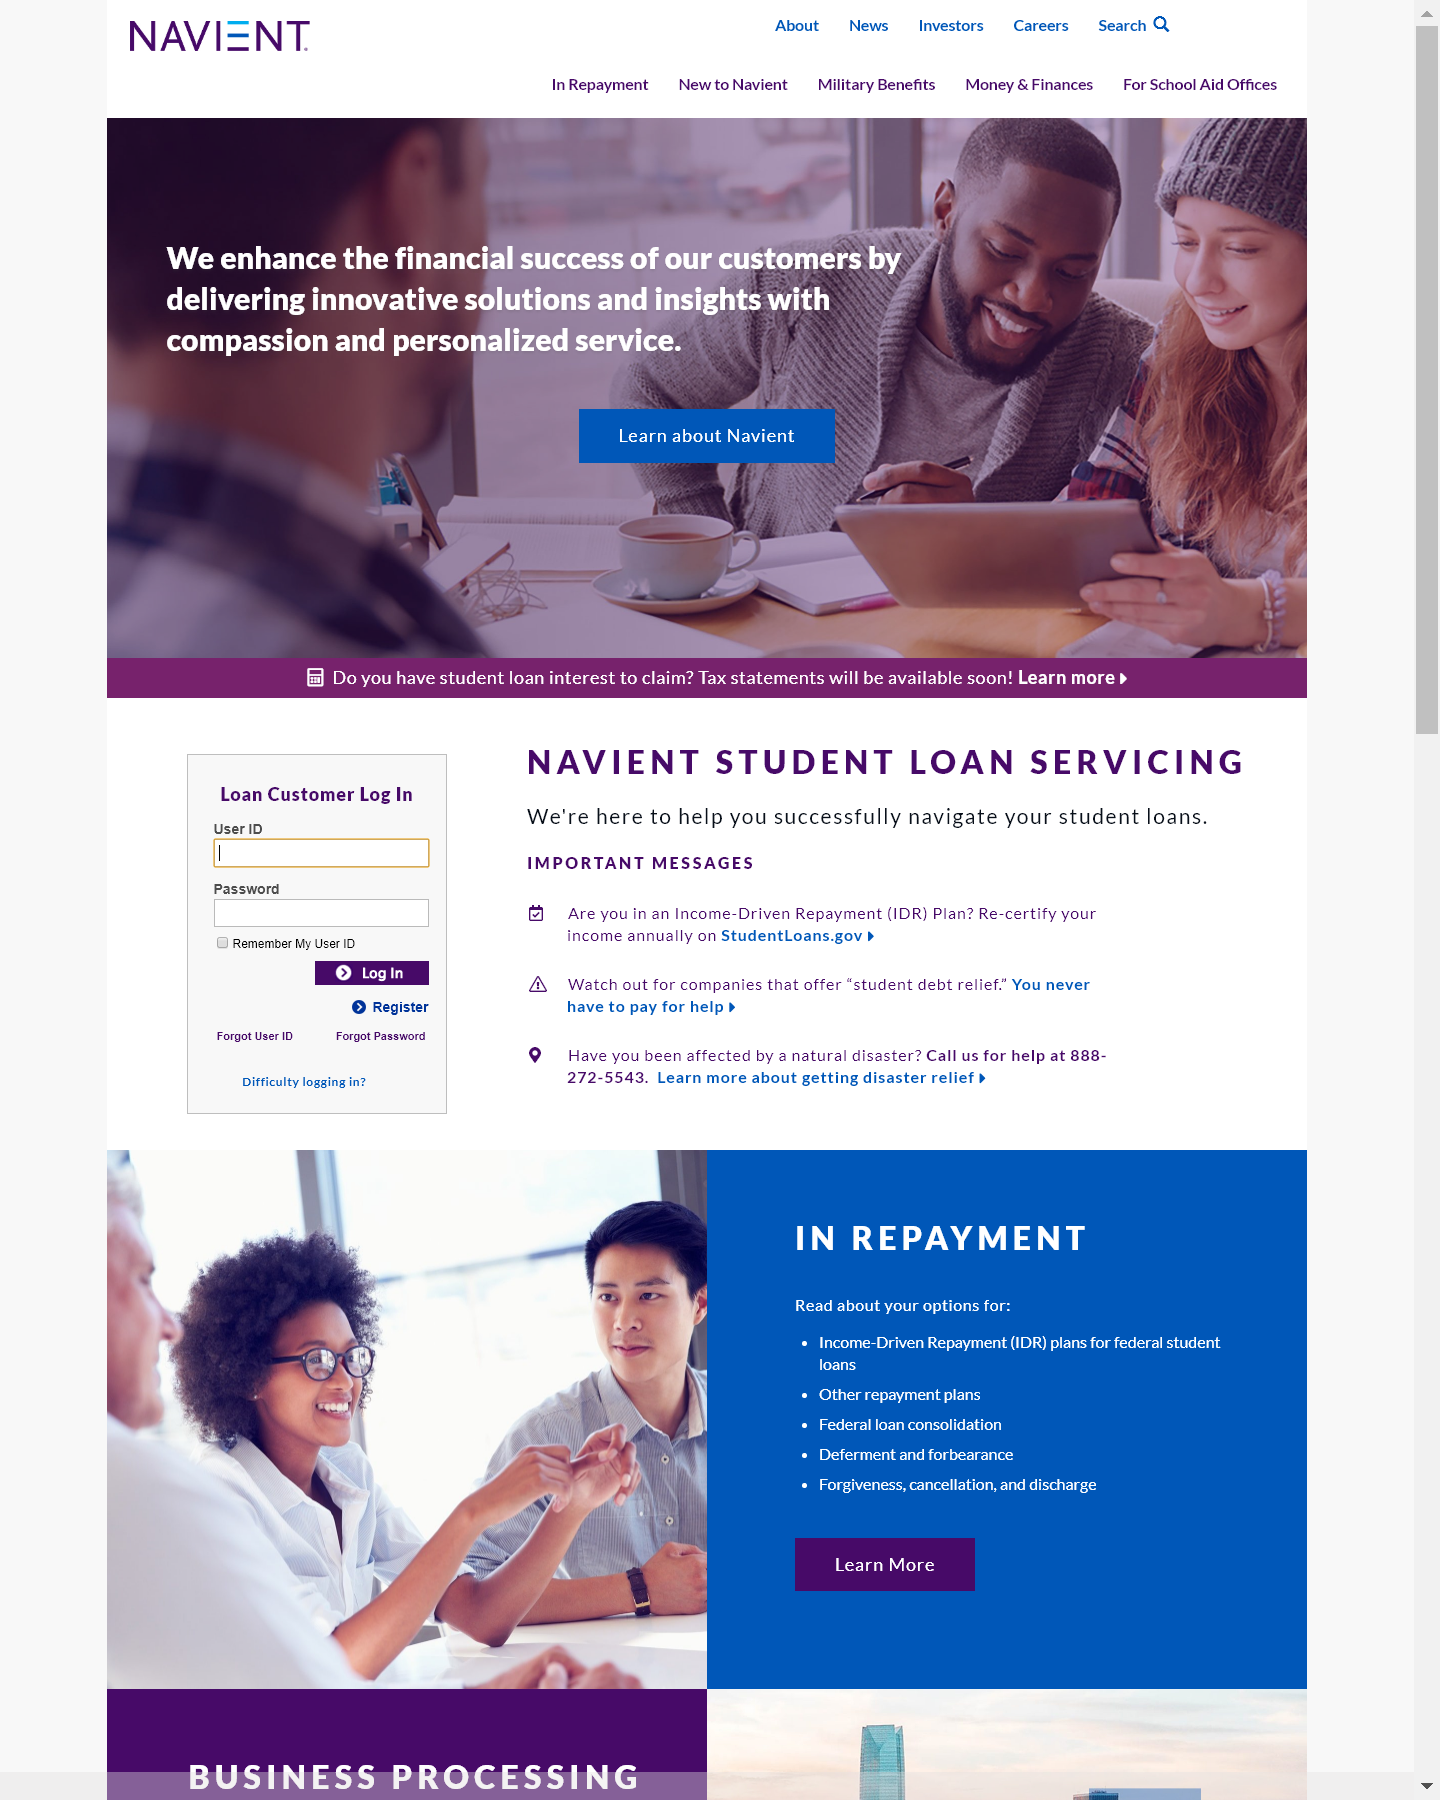 NAVIENT
About News Investors Careers Search
In Repayment New to Navient Military Benefits Money & Finances For School Aid Offices
We enhance the financial success of our customers by
delivering innovative solutions and insights with
compassion and personalized service.
Learn about Navient
Do you have student loan interest to claim? Tax statements will be available soon! Learn more
Loan Customer Log In
User ID
Password
Remember My User ID
Log In
Register
Forgot User ID Forgot Password
Difficulty logging in?
NAVIENT STUDENT LOAN SERVICING
We're here to help you successfully navigate your student loans.
IMPORTANT MESSAGES
Are you in an Income-Driven Repayment (IDR) Plan? Re-certify your
income annually on StudentLoans.gov
Watch out for companies that offer “student debt relief.” You never
have to pay for help
Have you been affected by a natural disaster? Call us for help at 888-
272-5543. Learn more about getting disaster relief
IN REPAYMENT
Read about your options for:
• Income-Driven Repayment (IDR) plans for federal student
loans
• Other repayment plans
• Federal loan consolidation
• Deferment and forbearance
• Forgiveness, cancellation, and discharge
Learn More
BUSINESS PROCESSING